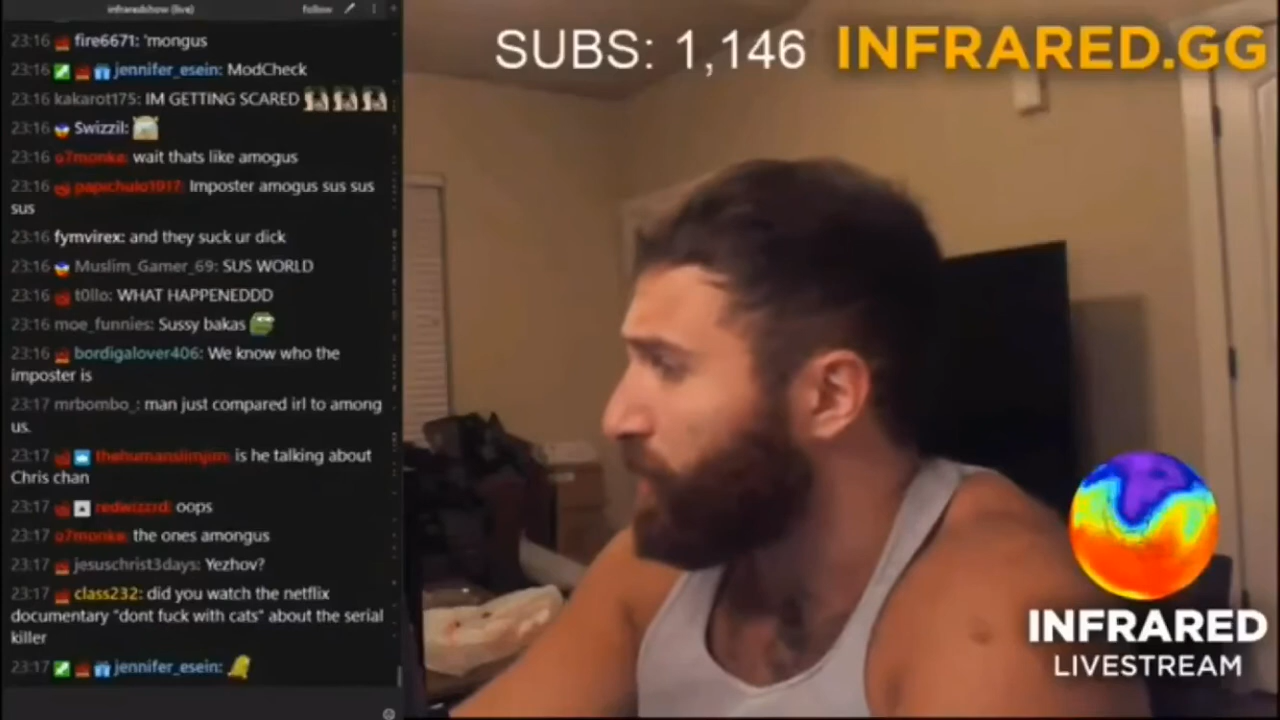 infraredshow (live)
follow
23:16 fire6671: 'mongus
23:16 jennifer_esein: ModCheck
23:16 kakarot175: IM GETTING SCARED
23:16 Swizzil:
23:16 o7monke: wait thats like amogus
23:16 papichulo1917: Imposter amogus sus sus
sus
23:16 fymvirex: and they suck ur dick
23:16 Muslim_Gamer_69: SUS WORLD
23:16 t0llo: WHAT HAPPENEDDD
23:16 moe_funnies: Sussy bakas
23:16 bordigalover406: We know who the
imposter is
23:17 mrbombo_: man just compared irl to among
us.
23:17 thehumanslimjim: is he talking about
Chris chan
23:17 redwizzrd: oops
23:17 o7monke: the ones amongus
23:17 jesuschrist3days: Yezhov?
23:17 class232: did you watch the netflix
documentary "dont fuck with cats" about the serial
killer
23:17 jennifer_esein:
SUBS: 1,146 INFRARED.GG
INFRARED
LIVESTREAM